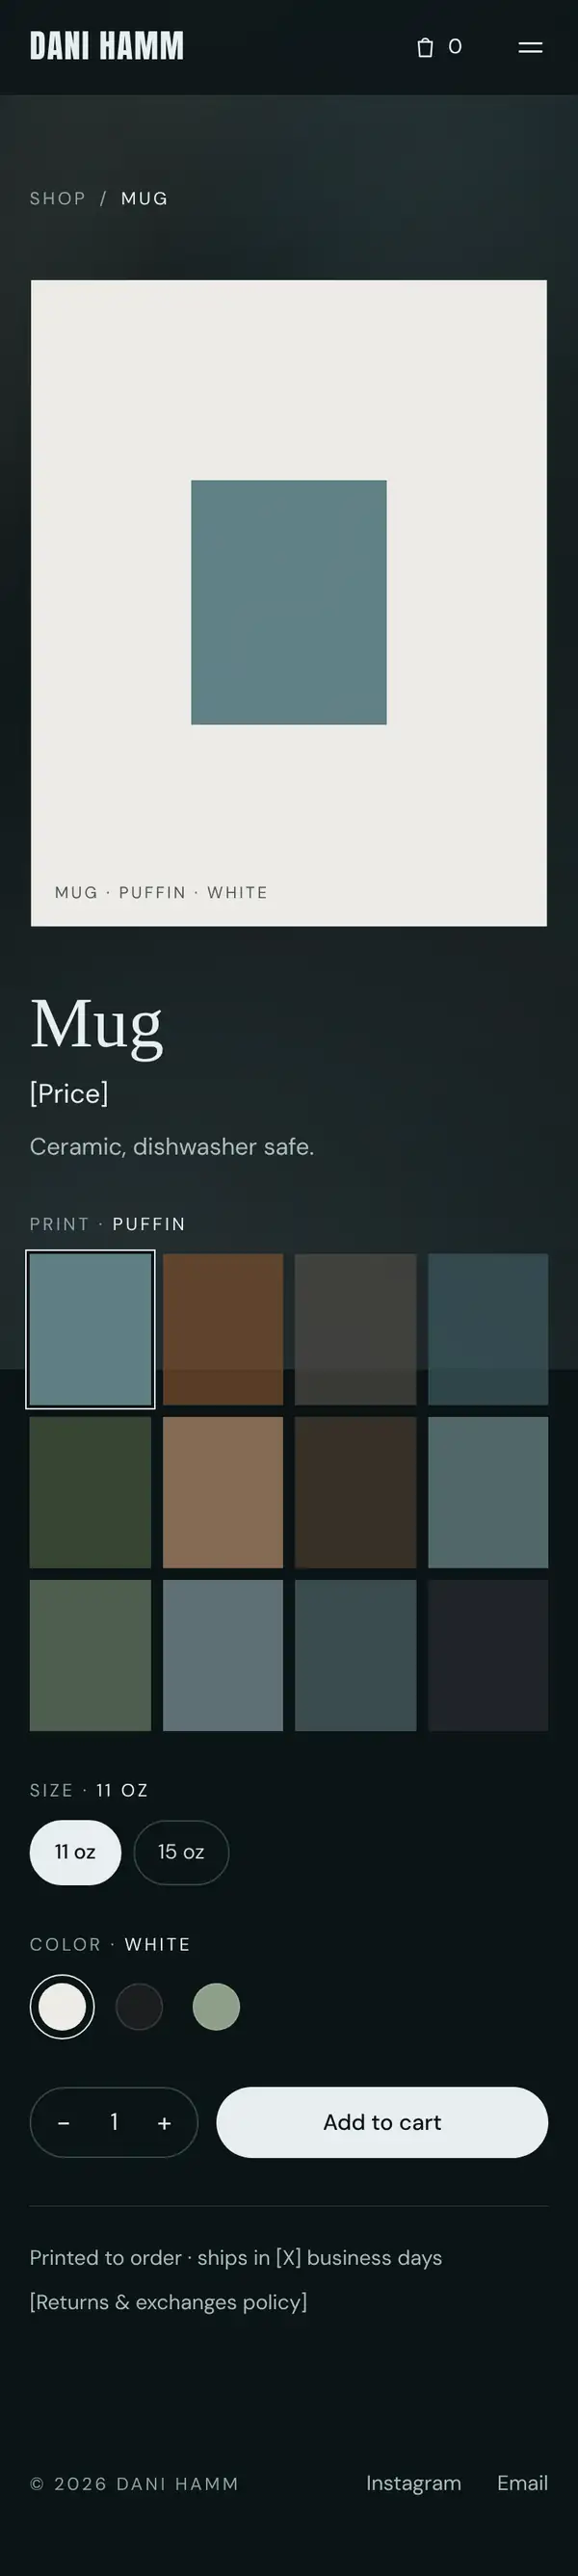 DANI HAMM
0
SHOP / MUG
MUG · PUFFIN · WHITE
Mug
[Price]
Ceramic, dishwasher safe.
PRINT · PUFFIN
SIZE · 11 OZ
11 oz 15 oz
COLOR · WHITE
− 1 + Add to cart
Printed to order · ships in [X] business days
[Returns & exchanges policy]
© 2026 DANI HAMM Instagram Email